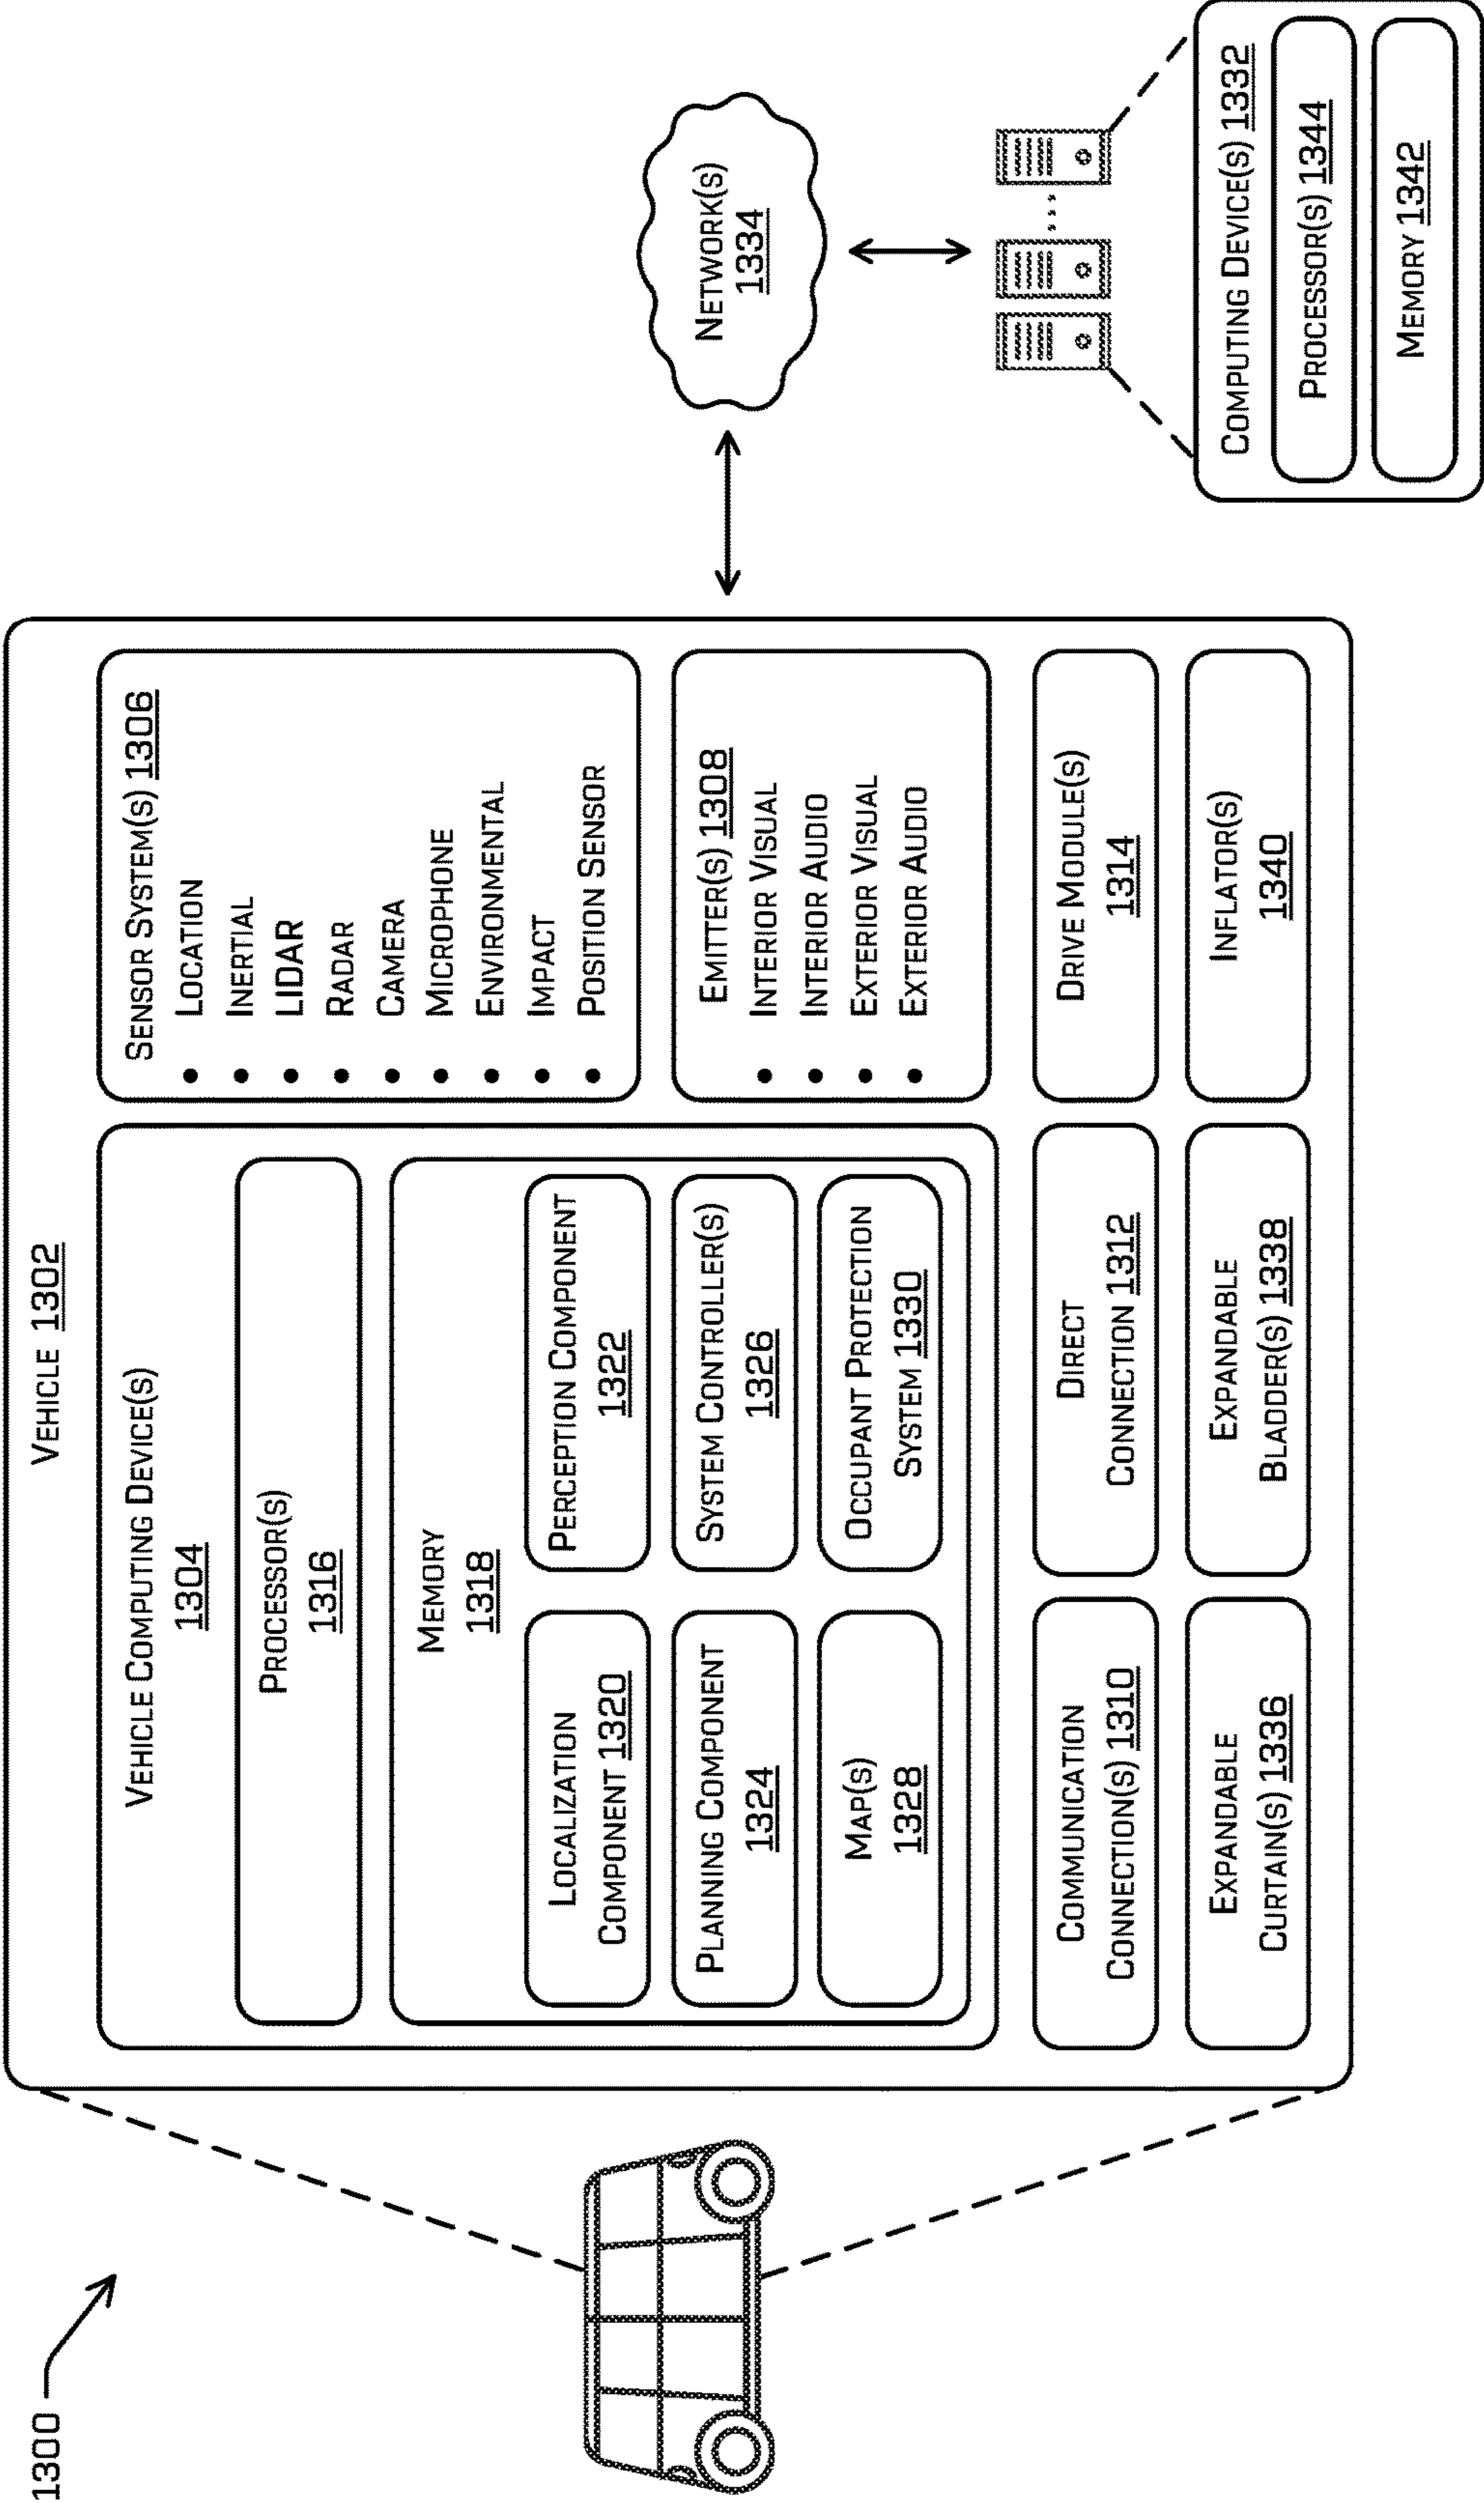 1300
VEHICLE 1302
VEHICLE COMPUTING DEVICE(S)
1304
PROCESSOR(S)
1316
MEMORY
1318
LOCALIZATION
COMPONENT 1320
PERCEPTION COMPONENT
1322
PLANNING COMPONENT
1324
SYSTEM CONTROLLER(S)
1326
MAP(S)
1328
OCCUPANT PROTECTION
SYSTEM 1330
SENSOR SYSTEM(S) 1306
• LOCATION
• INERTIAL
• LIDAR
• RADAR
• CAMERA
• MICROPHONE
• ENVIRONMENTAL
• IMPACT
• POSITION SENSOR
EMITTER(S) 1308
• INTERIOR VISUAL
• INTERIOR AUDIO
• EXTERIOR VISUAL
• EXTERIOR AUDIO
COMMUNICATION
CONNECTION(S) 1310
DIRECT
CONNECTION 1312
DRIVE MODULE(S)
1314
EXPANDABLE
CURTAIN(S) 1336
EXPANDABLE
BLADDER(S) 1338
INFLATOR(S)
1340
NETWORK(S)
1334
COMPUTING DEVICE(S) 1332
PROCESSOR(S) 1344
MEMORY 1342